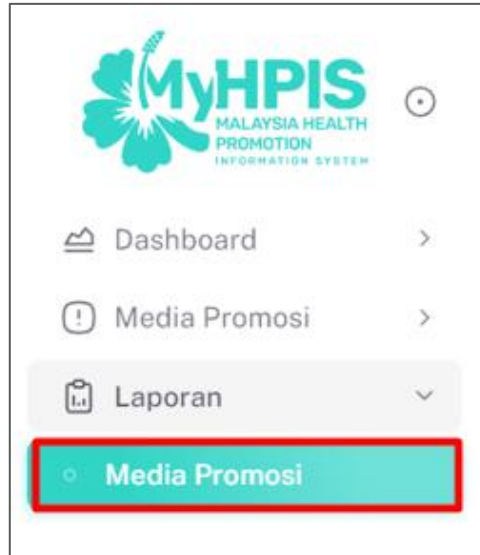 MyHPIS
MALAYSIA HEALTH
PROMOTION
INFORMATION SYSTEM
Dashboard
Media Promosi
Laporan
Media Promosi